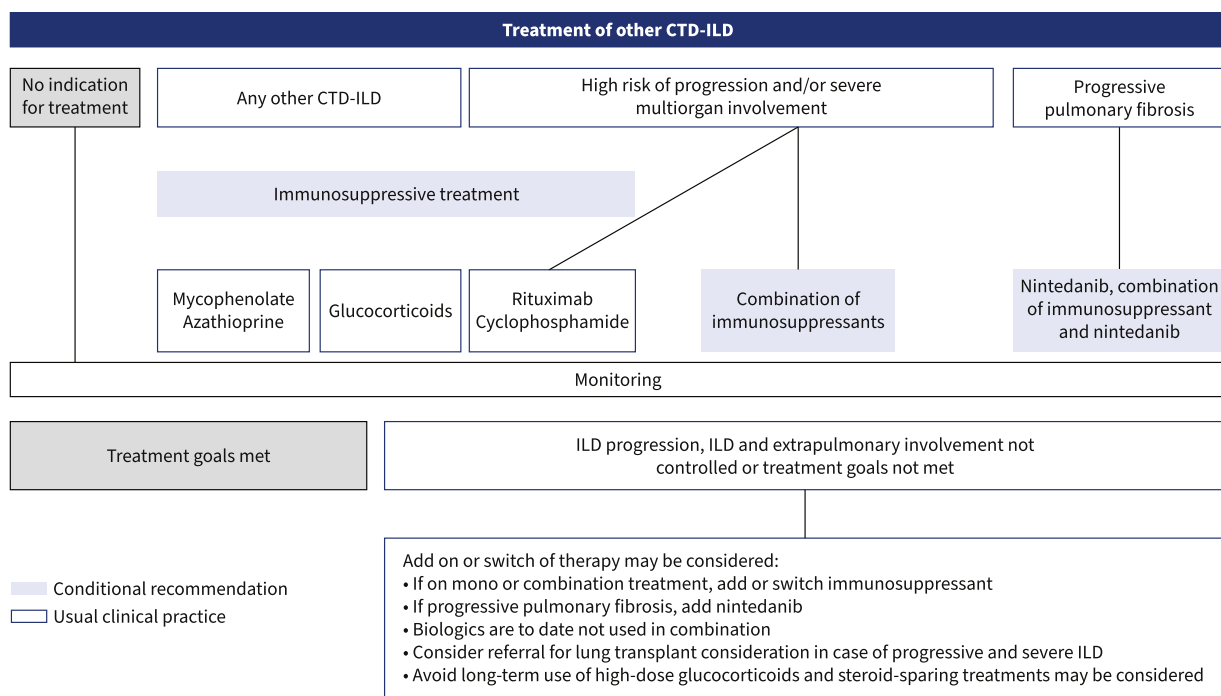 Treatment of other CTD-ILD
No indication
for treatment
Any other CTD-ILD
High risk of progression and/or severe
multiorgan involvement
Progressive
pulmonary fibrosis
Immunosuppressive treatment
Mycophenolate
Azathioprine
Glucocorticoids
Rituximab
Cyclophosphamide
Combination of
immunosuppressants
Nintedanib, combination
of immunosuppressant
and nintedanib
Monitoring
Treatment goals met
ILD progression, ILD and extrapulmonary involvement not
controlled or treatment goals not met
Add on or switch of therapy may be considered:
• If on mono or combination treatment, add or switch immunosuppressant
• If progressive pulmonary fibrosis, add nintedanib
• Biologics are to date not used in combination
• Consider referral for lung transplant consideration in case of progressive and severe ILD
• Avoid long-term use of high-dose glucocorticoids and steroid-sparing treatments may be considered
Conditional recommendation
Usual clinical practice